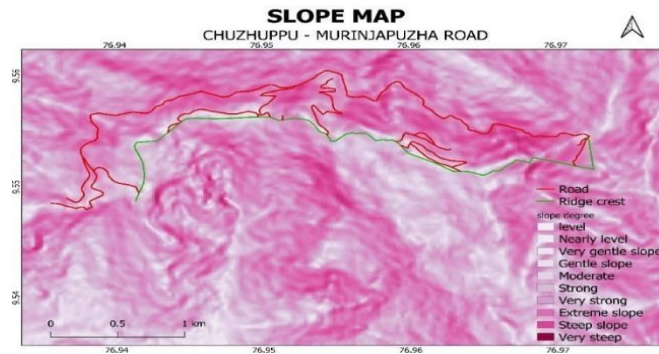 SLOPE MAP
CHUZHUPPU - MURINJAPUZHA ROAD
76.94 76.95 76.96 76.97
9.56
9.55
9.54
Road
Ridge crest
slope degree
level
Nearly level
Very gentle slope
Gentle slope
Moderate
Strong
Very strong
Extreme slope
Steep slope
Very steep
0 0.5 1 km
76.94 76.95 76.96 76.97